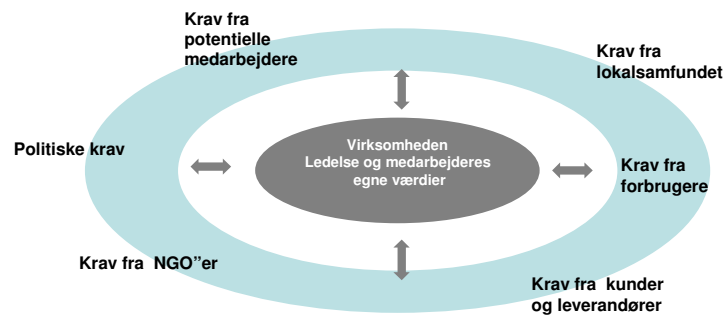 Krav fra
potentielle
medarbejdere
Krav fra
lokalsamfundet
Virksomheden
Ledelse og medarbejderes
egne værdier
Politiske krav
Krav fra
forbrugere
Krav fra  NGO”er
Krav fra  kunder
og leverandører